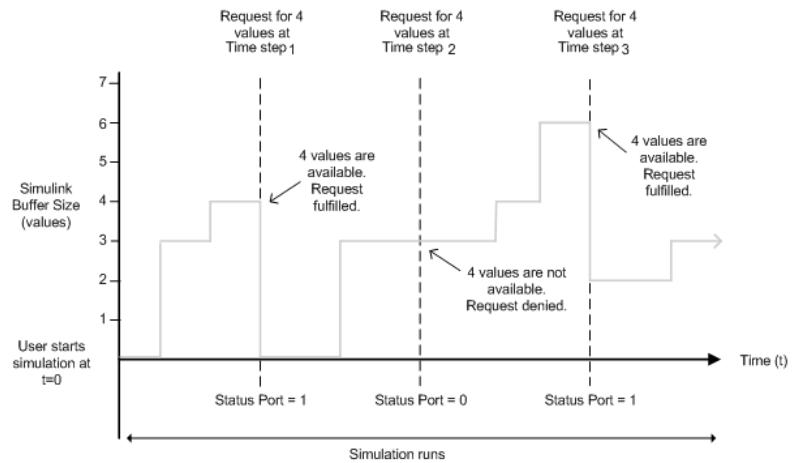 Request for 4
values at
Time step 1
Request for 4
values at
Time step 2
Request for 4
values at
Time step 3
7
6
5
4
3
2
1
Simulink
Buffer Size
(values)
4 values are
available.
Request
fulfilled.
4 values are not
available.
Request denied.
4 values are
available.
Request
fulfilled.
User starts
simulation at
t=0
Time (t)
Status Port = 1
Status Port = 0
Status Port = 1
Simulation runs